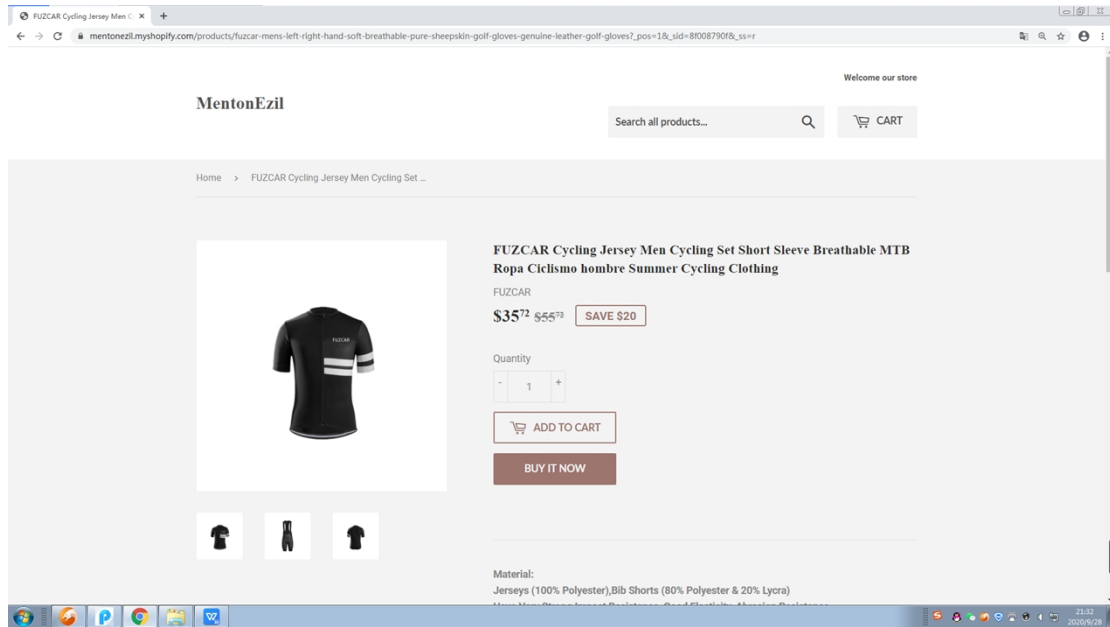 FUZCAR Cycling Jersey Men C
mentonezil.myshopify.com/products/fuzcar-mens-left-right-hand-soft-breathable-pure-sheepskin-golf-gloves-genuine-leather-golf-gloves?_pos=1&_sid=8f008790f&_ss=r
Welcome our store
MentonEzil
Search all products...
CART
Home › FUZCAR Cycling Jersey Men Cycling Set ...
FUZCAR Cycling Jersey Men Cycling Set Short Sleeve Breathable MTB
Ropa Ciclismo hombre Summer Cycling Clothing
FUZCAR
$35⁷² $55⁷² SAVE $20
FUZCAR
Quantity
- 1 +
ADD TO CART
BUY IT NOW
Material:
Jerseys (100% Polyester),Bib Shorts (80% Polyester & 20% Lycra)
21:32
2020/9/28